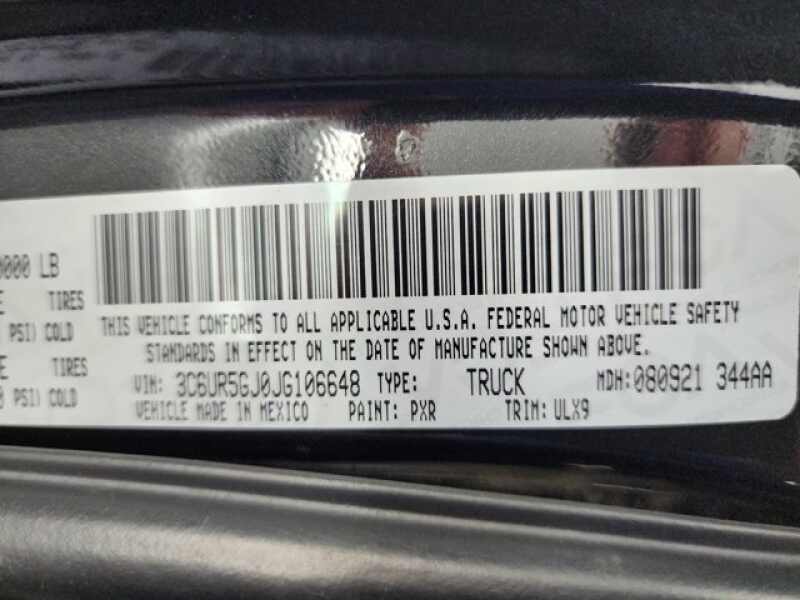 0000 LB
TIRES
PSI) COLD
TIRES
PSI) COLD
THIS VEHICLE CONFORMS TO ALL APPLICABLE U.S.A. FEDERAL MOTOR VEHICLE SAFETY
STANDARDS IN EFFECT ON THE DATE OF MANUFACTURE SHOWN ABOVE.
VIN: 3C6UR5GJ0JG106648 TYPE: TRUCK MDH:080921 344AA
VEHICLE MADE IN MEXICO PAINT: PXR TRIM: ULX9